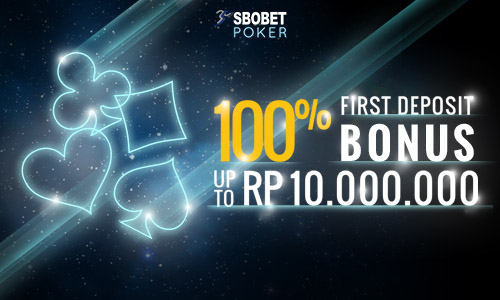 SBOBET
POKER
100% FIRST DEPOSIT
BONUS
UP TO RP 10.000.000